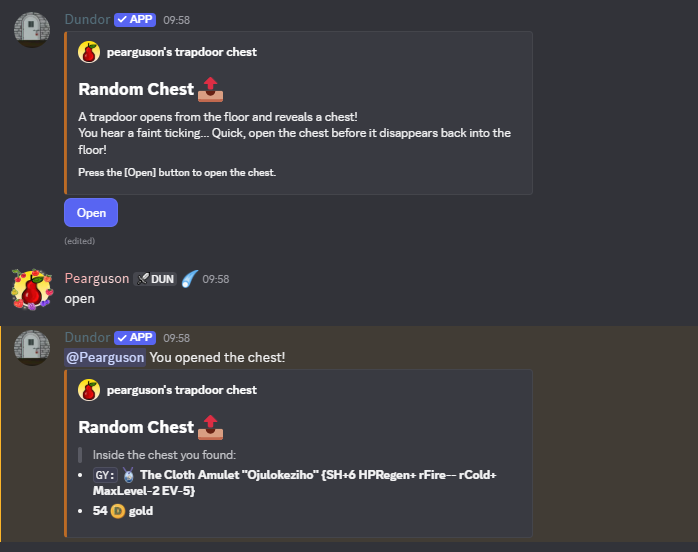 Dundor ✓ APP 09:58
pearguson's trapdoor chest
Random Chest
A trapdoor opens from the floor and reveals a chest!
You hear a faint ticking... Quick, open the chest before it disappears back into the
floor!
Press the [Open] button to open the chest.
Open
(edited)
Pearguson DUN 09:58
open
Dundor ✓ APP 09:58
@Pearguson You opened the chest!
pearguson's trapdoor chest
Random Chest
Inside the chest you found:
• GY: The Cloth Amulet "Ojulokeziho" {SH+6 HPRegen+ rFire-- rCold+
MaxLevel-2 EV-5}
• 54 D gold